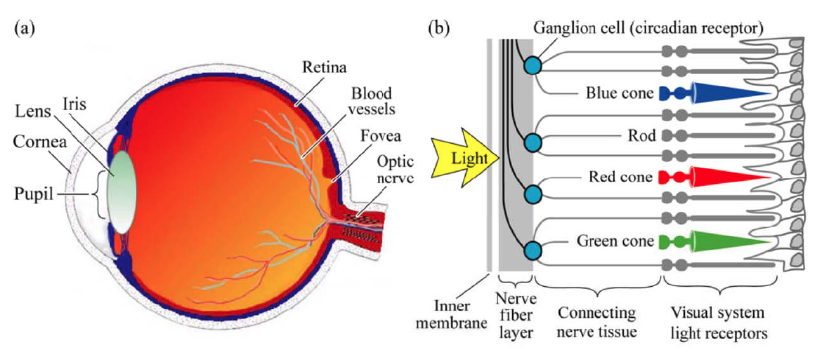 (a)
Retina
Blood
vessels
Iris
Lens
Cornea
Fovea
Optic
nerve
Pupil
(b)
Ganglion cell (circadian receptor)
Blue cone
Rod
Light
Red cone
Green cone
Inner
membrane
Nerve
fiber
layer
Connecting
nerve tissue
Visual system
light receptors